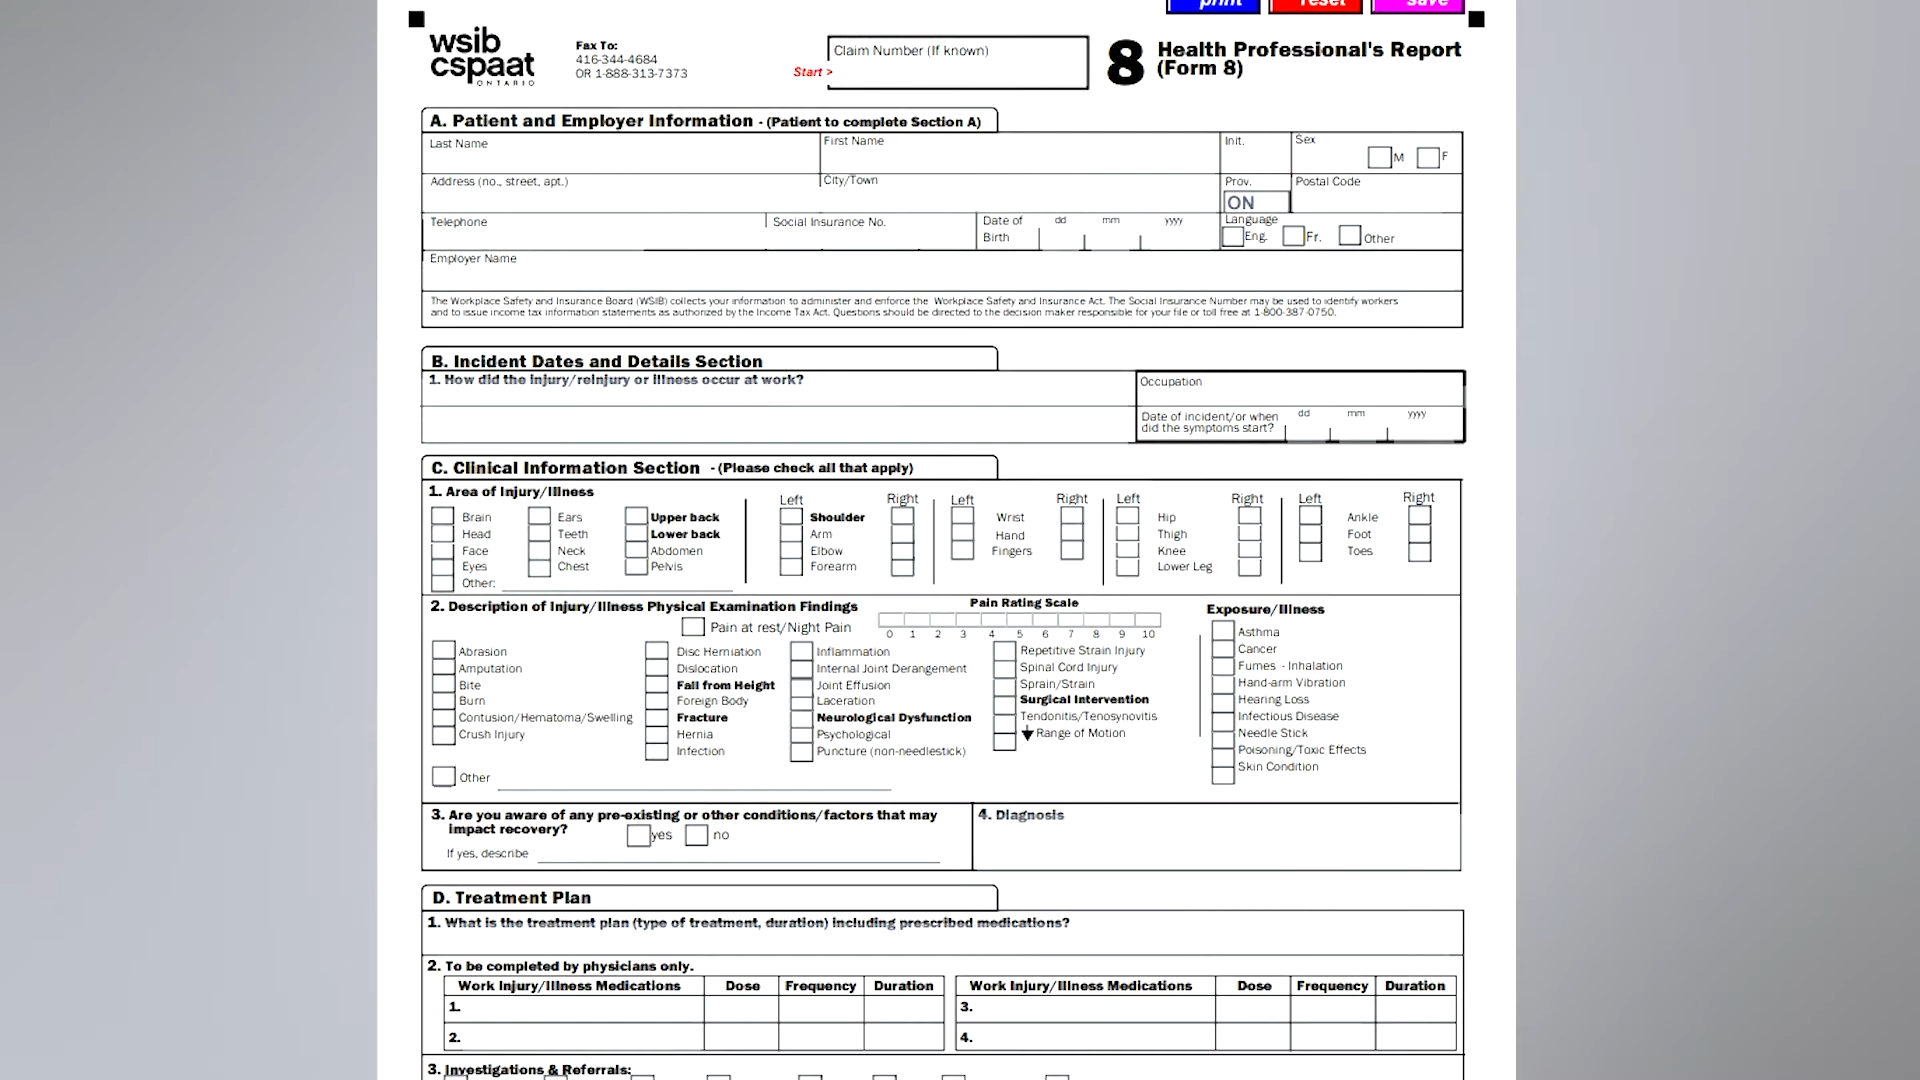 print reset save
wsib
cspaat
ONTARIO
Fax To:
416-344-4684
OR 1-888-313-7373
Start >
Claim Number (If known)
8 Health Professional's Report
(Form 8)
A. Patient and Employer Information - (Patient to complete Section A)
Last Name First Name Init. Sex M F
Address (no., street, apt.) City/Town Prov. ON Postal Code
Telephone Social Insurance No. Date of Birth dd mm yyyy Language Eng. Fr. Other
Employer Name
The Workplace Safety and Insurance Board (WSIB) collects your information to administer and enforce the Workplace Safety and Insurance Act. The Social Insurance Number may be used to identify workers
and to issue income tax information statements as authorized by the Income Tax Act. Questions should be directed to the decision maker responsible for your file or toll free at 1-800-387-0750.
B. Incident Dates and Details Section
1. How did the injury/reinjury or illness occur at work?
Occupation
Date of incident/or when dd mm yyyy
did the symptoms start?
C. Clinical Information Section - (Please check all that apply)
1. Area of Injury/Illness
Left Right Left Right Left Right Left Right
Brain Ears Upper back Shoulder Wrist Hip Ankle
Head Teeth Lower back Arm Hand Thigh Foot
Face Neck Abdomen Elbow Fingers Knee Toes
Eyes Chest Pelvis Forearm Lower Leg
Other:
2. Description of Injury/Illness Physical Examination Findings
Pain Rating Scale
Exposure/Illness
Pain at rest/Night Pain 0 1 2 3 4 5 6 7 8 9 10
Abrasion Disc Herniation Inflammation Repetitive Strain Injury Asthma
Amputation Dislocation Internal Joint Derangement Spinal Cord Injury Cancer
Bite Fall from Height Joint Effusion Sprain/Strain Fumes - Inhalation
Burn Foreign Body Laceration Surgical Intervention Hand-arm Vibration
Contusion/Hematoma/Swelling Fracture Neurological Dysfunction Tendonitis/Tenosynovitis Hearing Loss
Crush Injury Hernia Psychological Range of Motion Infectious Disease
Infection Puncture (non-needlestick) Needle Stick
Poisoning/Toxic Effects
Other Skin Condition
3. Are you aware of any pre-existing or other conditions/factors that may
impact recovery? yes no
If yes, describe
4. Diagnosis
D. Treatment Plan
1. What is the treatment plan (type of treatment, duration) including prescribed medications?
2. To be completed by physicians only.
Work Injury/Illness Medications Dose Frequency Duration Work Injury/Illness Medications Dose Frequency Duration
1. 3.
2. 4.
3. Investigations & Referrals: